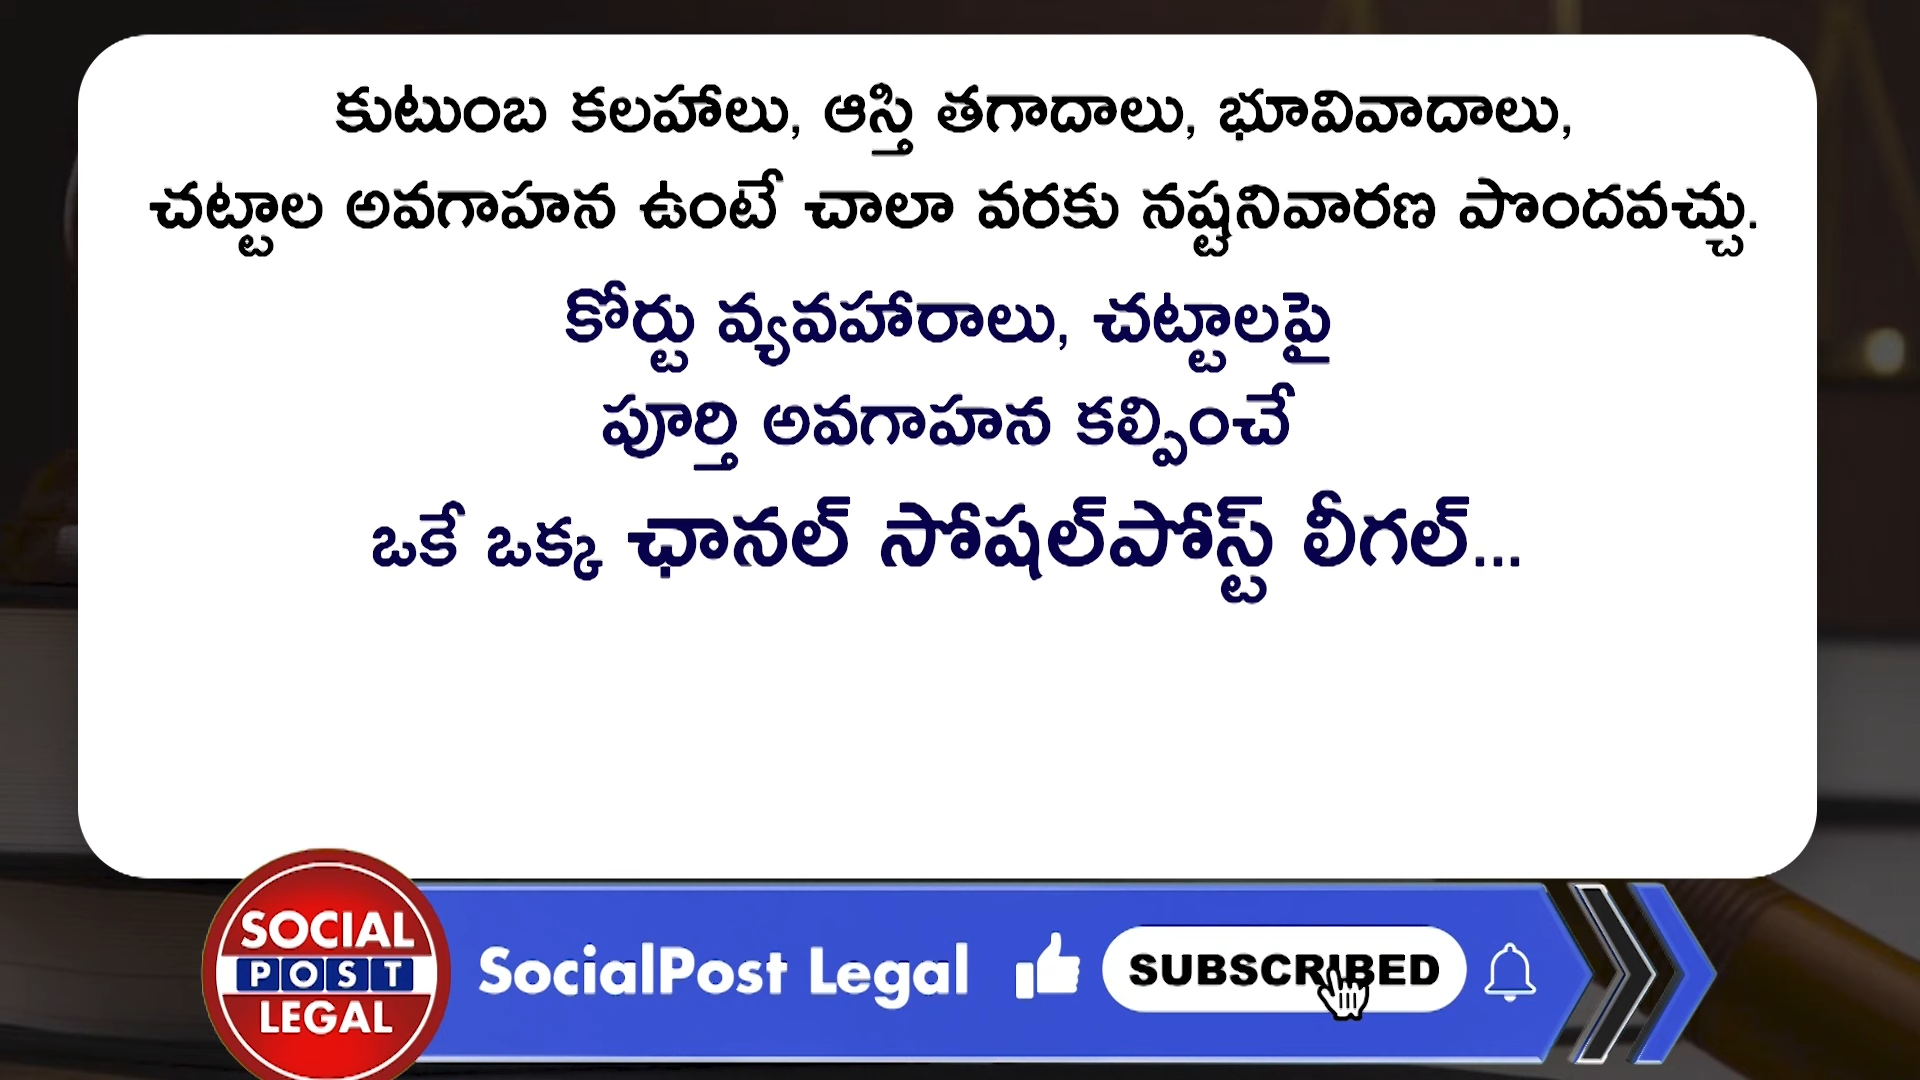 కుటుంబ కలహాలు, ఆస్తి తగాదాలు, భూవివాదాలు,
చట్టాల అవగాహన ఉంటే చాలా వరకు నష్టనివారణ పొందవచ్చు.
కోర్టు వ్యవహారాలు, చట్టాలపై
పూర్తి అవగాహన కల్పించే
ఒకే ఒక్క ఛానల్ సోషల్‌పోస్ట్ లీగల్...
SOCIAL
POST
LEGAL
SocialPost Legal
SUBSCRIBED